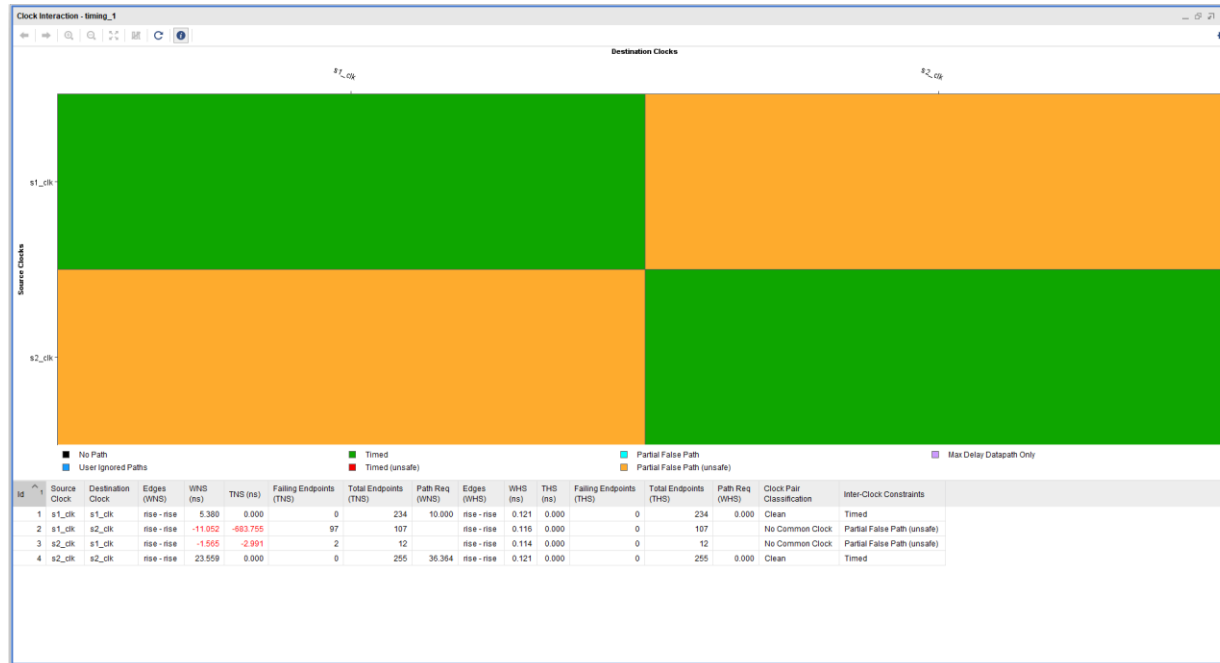 Clock Interaction - timing_1
Destination Clocks
s1_clk s2_clk
Source Clocks
s1_clk
s2_clk
No Path Timed Partial False Path Max Delay Datapath Only
User Ignored Paths Timed (unsafe) Partial False Path (unsafe)
Id ^ 1 Source Clock Destination Clock Edges (WNS) WNS (ns) TNS (ns) Failing Endpoints (TNS) Total Endpoints (TNS) Path Req (WNS) Edges (WHS) WHS (ns) THS (ns) Failing Endpoints (THS) Total Endpoints (THS) Path Req (WHS) Clock Pair Classification Inter-Clock Constraints
1 s1_clk s1_clk rise - rise 5.380 0.000 0 234 10.000 rise - rise 0.121 0.000 0 234 0.000 Clean Timed
2 s1_clk s2_clk rise - rise -11.052 -683.755 97 107 rise - rise 0.116 0.000 0 107 No Common Clock Partial False Path (unsafe)
3 s2_clk s1_clk rise - rise -1.565 -2.991 2 12 rise - rise 0.114 0.000 0 12 No Common Clock Partial False Path (unsafe)
4 s2_clk s2_clk rise - rise 23.559 0.000 0 255 36.364 rise - rise 0.121 0.000 0 255 0.000 Clean Timed